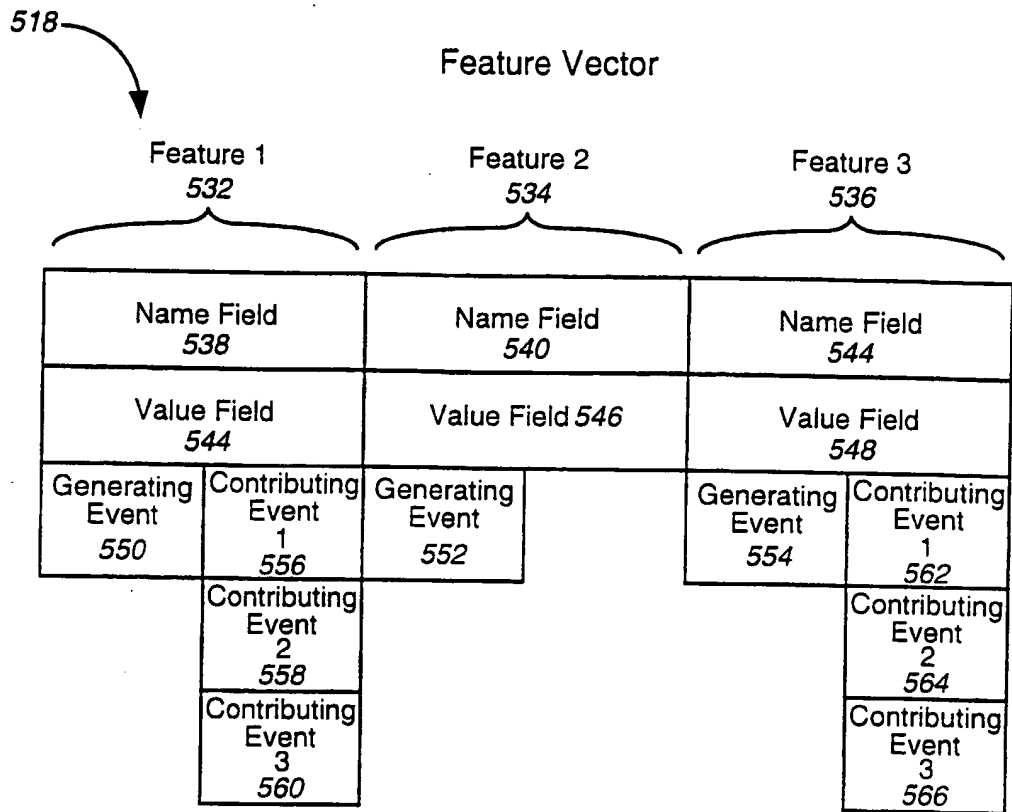 518
Feature Vector
Feature 1
532
Feature 2
534
Feature 3
536
Name Field
538
Name Field
540
Name Field
544
Value Field
544
Value Field 546
Value Field
548
Generating
Event
550
Contributing
Event
1
556
Generating
Event
552
Generating
Event
554
Contributing
Event
1
562
Contributing
Event
2
558
Contributing
Event
2
564
Contributing
Event
3
560
Contributing
Event
3
566